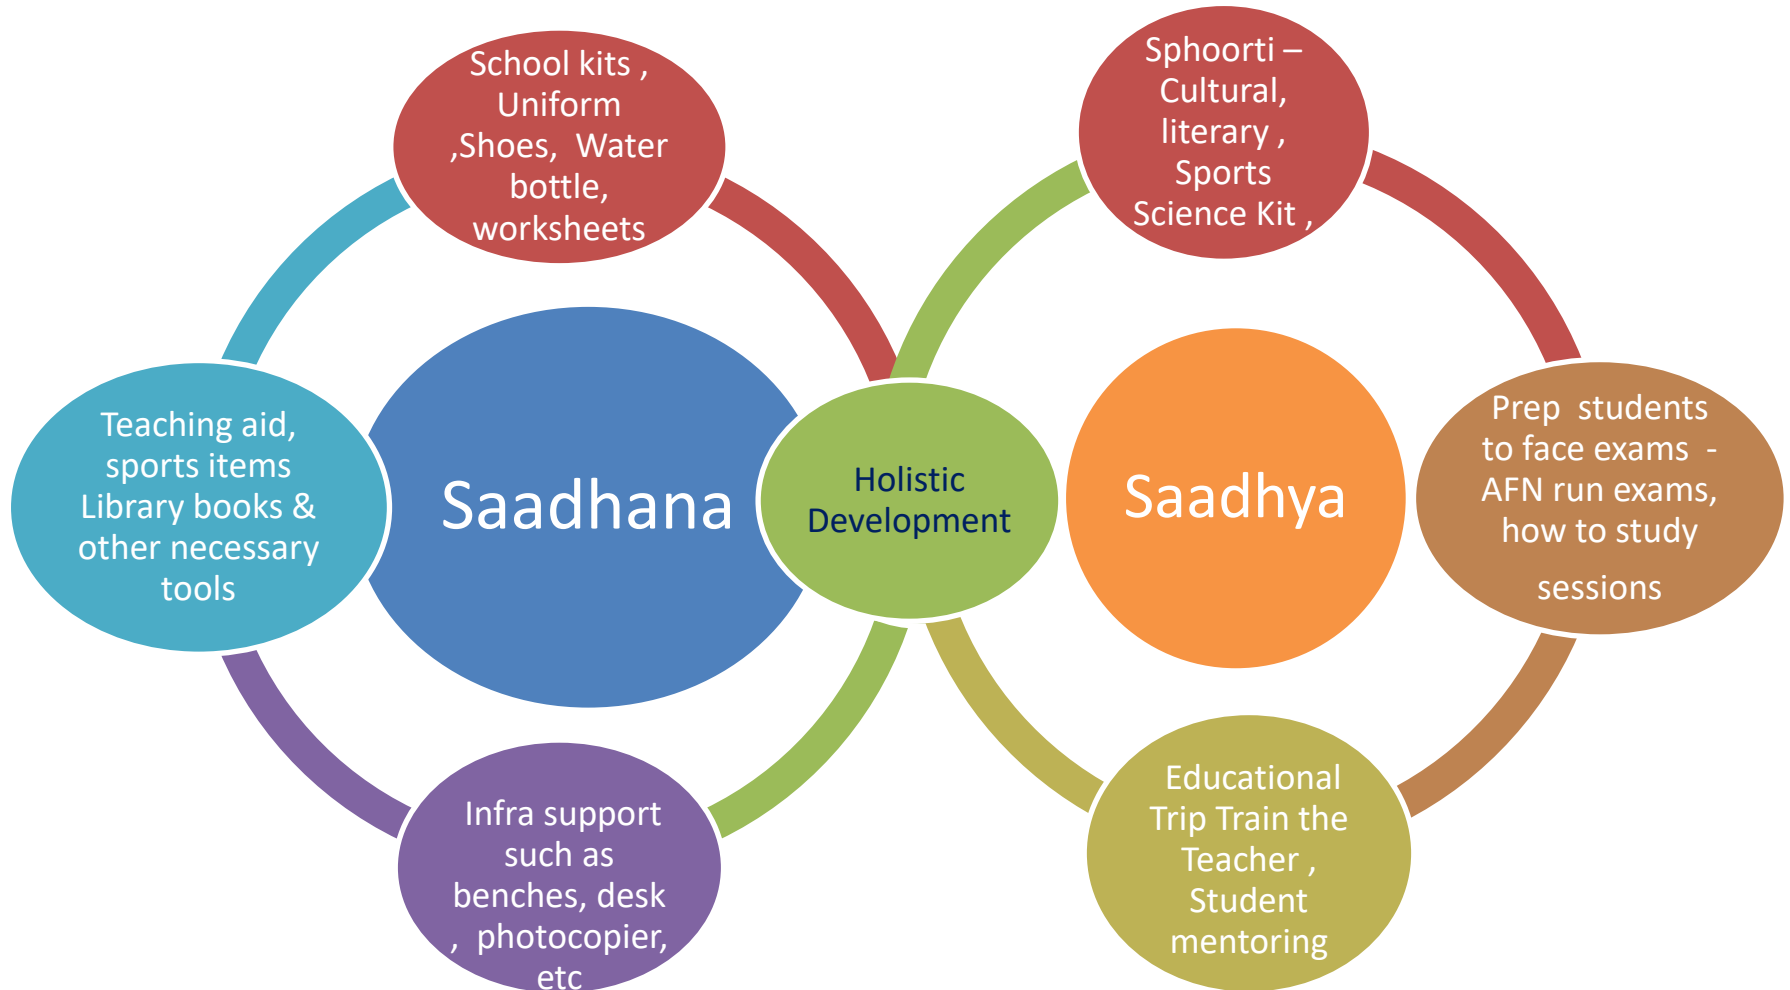 School kits ,
Uniform
,Shoes, Water
bottle,
worksheets
Teaching aid,
sports items
Library books &
other necessary
tools
Saadhana
Infra support
such as
benches, desk
, photocopier,
etc
Holistic
Development
Sphoorti –
Cultural,
literary ,
Sports
Science Kit ,
Saadhya
Prep students
to face exams -
AFN run exams,
how to study
sessions
Educational
Trip Train the
Teacher ,
Student
mentoring